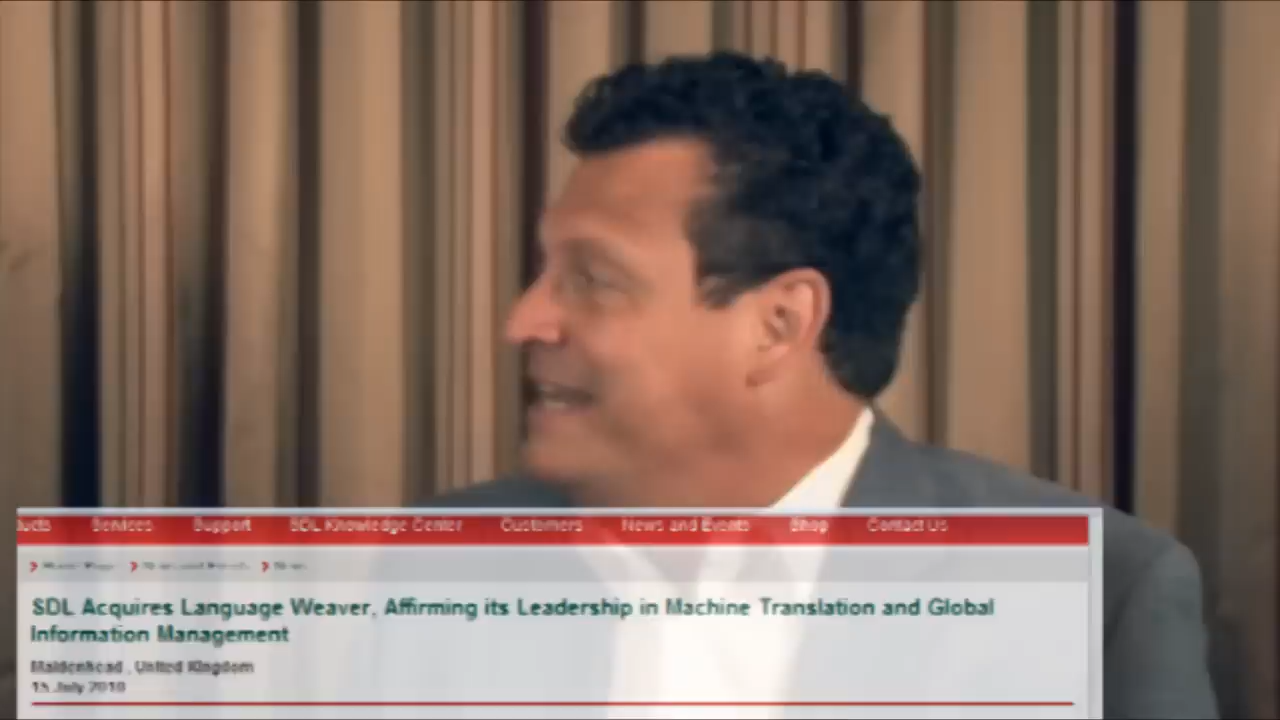 ducts Services Support SDL Knowledge Center Customers News and Events Shop Contact Us
SDL Acquires Language Weaver, Affirming its Leadership in Machine Translation and Global
Information Management
Maidenhead , United Kingdom
15 July 2010